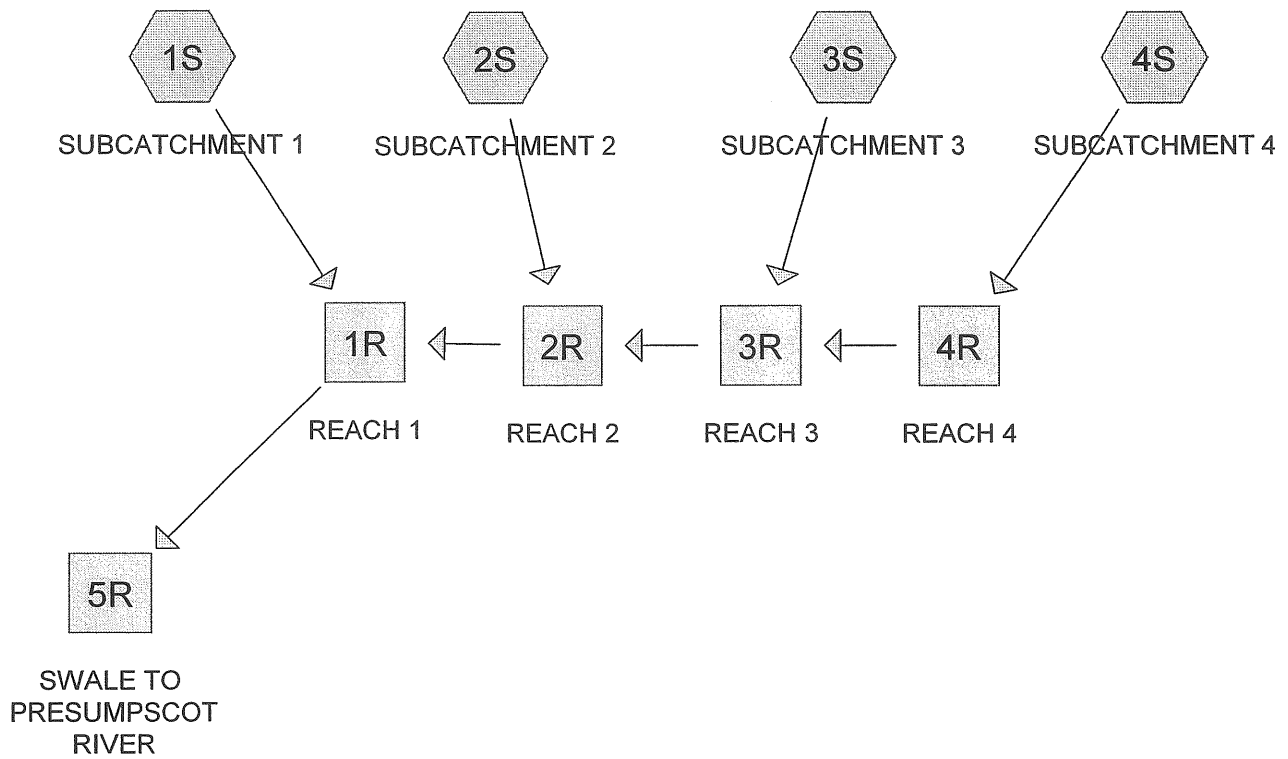 1S
2S
3S
4S
SUBCATCHMENT 1
SUBCATCHMENT 2
SUBCATCHMENT 3
SUBCATCHMENT 4
1R
2R
3R
4R
REACH 1
REACH 2
REACH 3
REACH 4
5R
SWALE TO
PRESUMPSCOT
RIVER